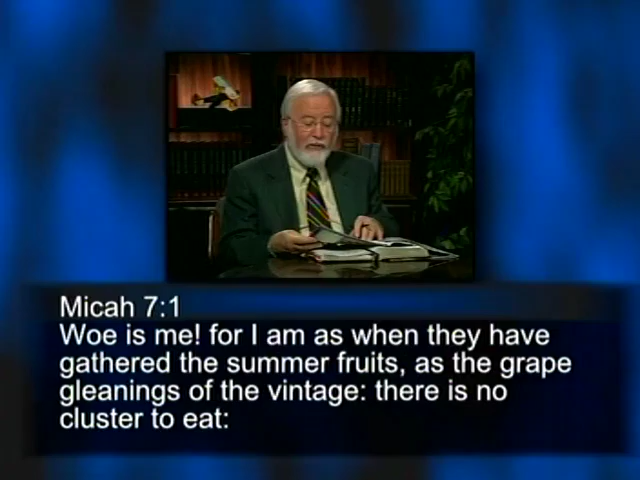 Micah 7:1
Woe is me! for I am as when they have
gathered the summer fruits, as the grape
gleanings of the vintage: there is no
cluster to eat: